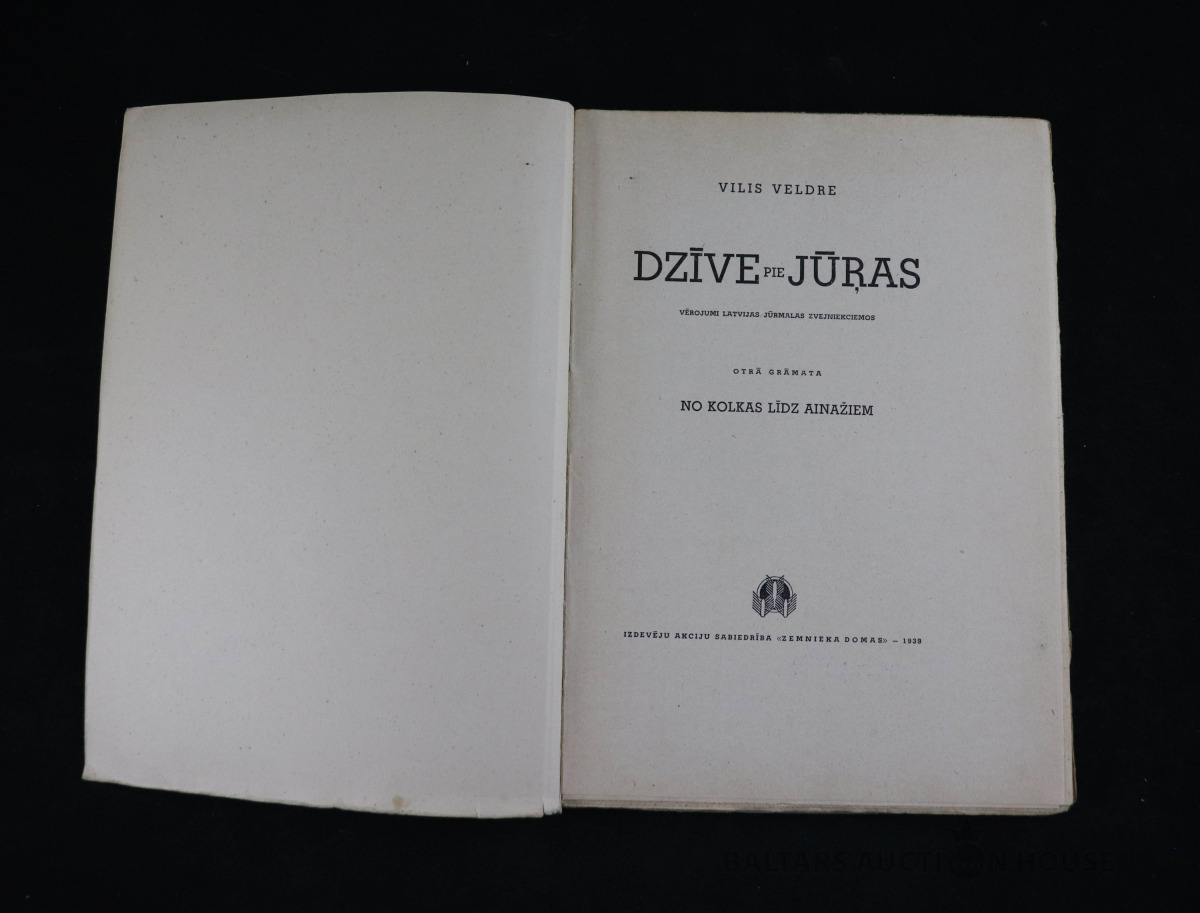 VILIS VELDRE
DZĪVE PIE JŪŖAS
VĒROJUMI LATVIJAS JŪRMALAS ZVEJNIEKCIEMOS
OTRĀ GRĀMATA
NO KOLKAS LĪDZ AINAŽIEM
IZDEVĒJU AKCIJU SABIEDRĪBA «ZEMNIEKA DOMAS» – 1939
BALTARS AUCTION HOUSE